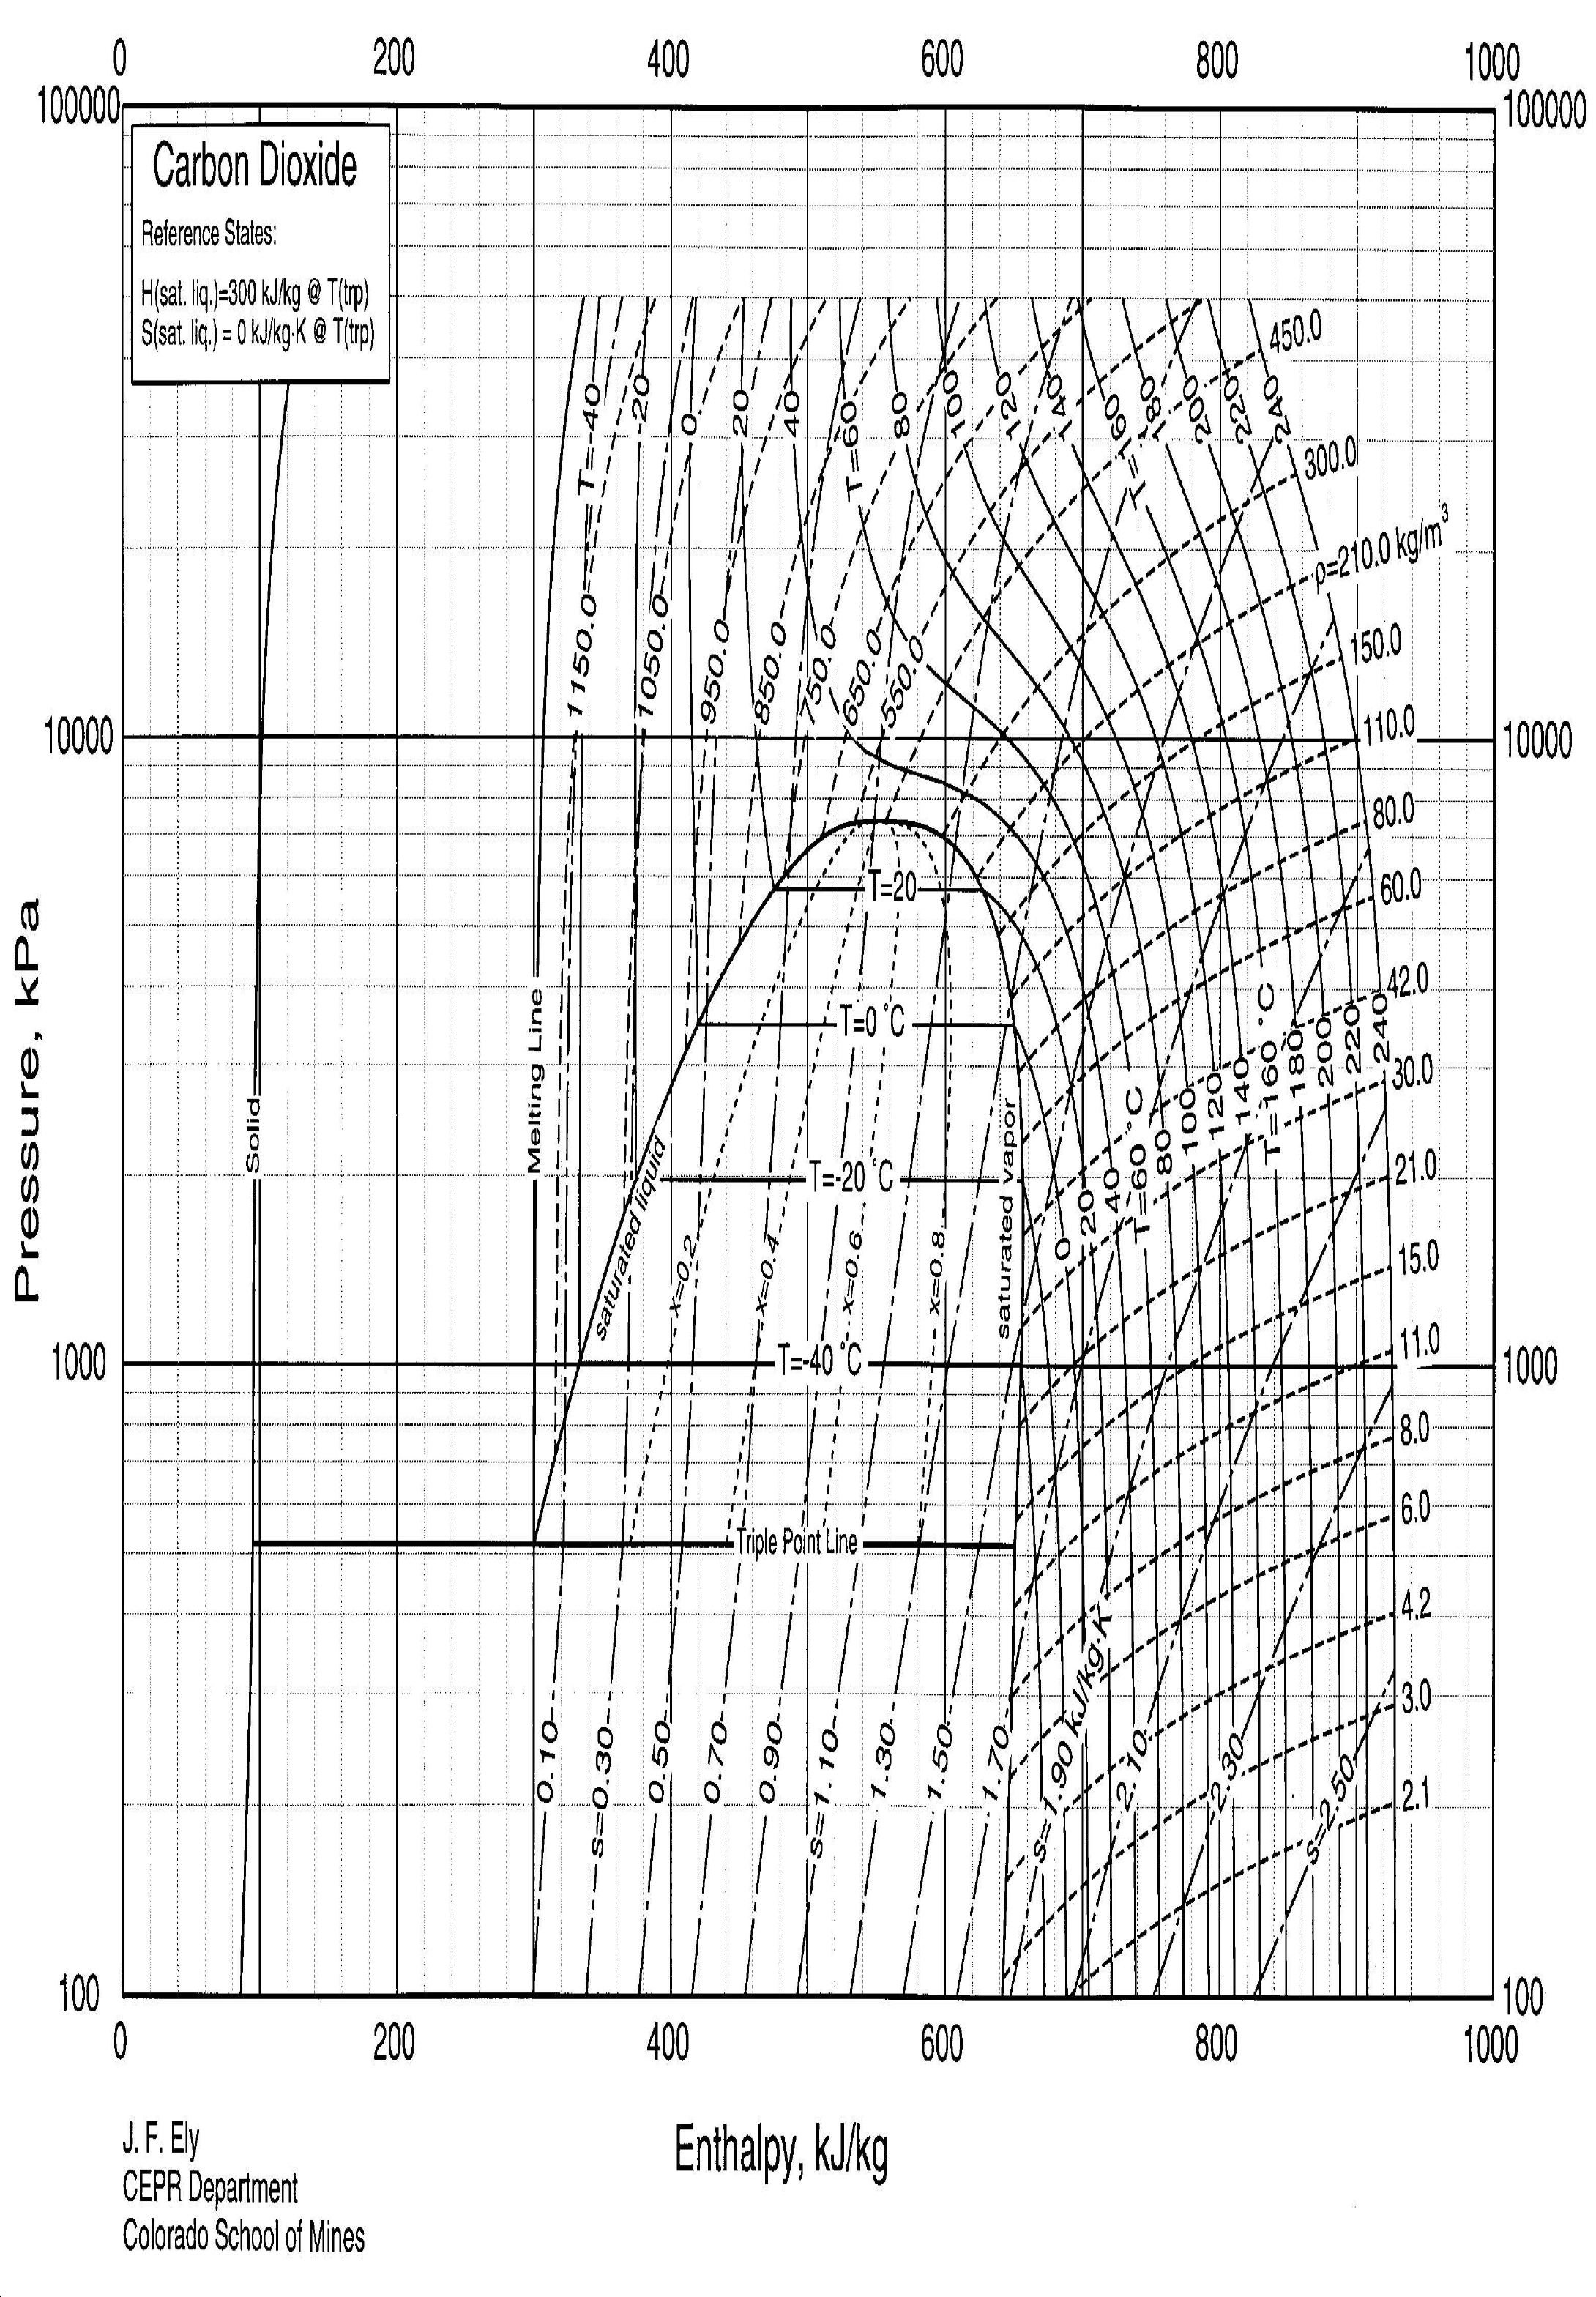 0 200 400 600 800 1000
100000 100000
Carbon Dioxide
Reference States:
H(sat. liq.)=300 kJ/kg @ T(trp)
S(sat. liq.) = 0 kJ/kg·K @ T(trp)
450.0
T=-40 -20 0 20 40 T=60 80 100 120 140 160 180 200 220 240
T=
300.0
ρ=210.0 kg/m³
1150.0 1050.0 950.0 850.0 750.0 650.0 550.0
150.0
10000 110.0 10000
80.0
T=20
60.0
Pressure, kPa
42.0
T=0 °C
Solid
Melting Line
saturated liquid
saturated vapor
30.0
T=-20 °C
21.0
0 20 40 T=60 °C 80 100 120 140 T=160 °C 180 200 220 240
x=0.2 x=0.4 x=0.6 x=0.8
15.0
1000 T=-40 °C 11.0 1000
8.0
6.0
Triple Point Line
4.2
3.0
0.10 s=0.30 0.50 0.70 0.90 s=1.10 1.30 1.50 1.70 s=1.90 kJ/kg·K 2.10 2.30 s=2.50
2.1
100 100
0 200 400 600 800 1000
Enthalpy, kJ/kg
J. F. Ely
CEPR Department
Colorado School of Mines